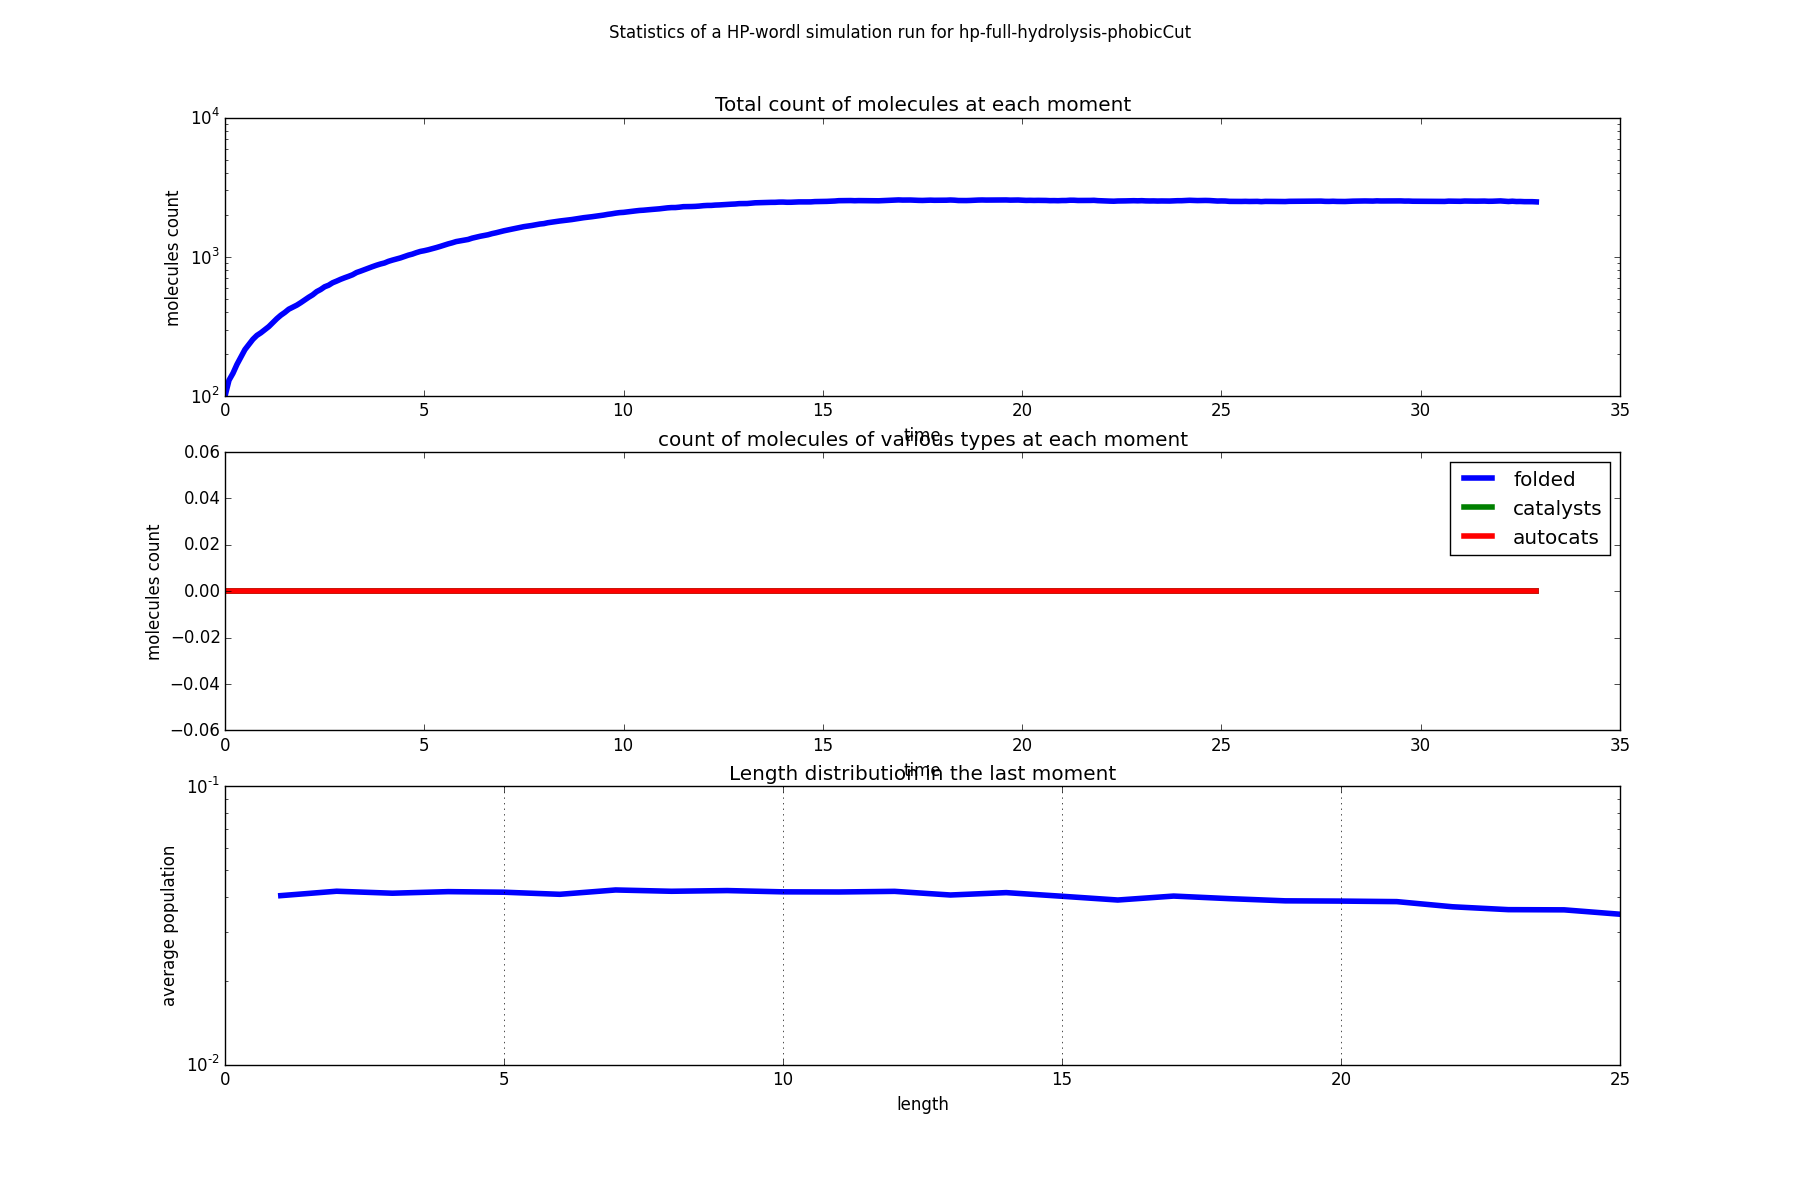 Statistics of a HP-wordl simulation run for hp-full-hydrolysis-phobicCut
Total count of molecules at each moment
10^4
10^3
10^2
molecules count
0 5 10 15 20 25 30 35
time
count of molecules of various types at each moment
0.06
0.04
0.02
0.00
−0.02
−0.04
−0.06
molecules count
folded
catalysts
autocats
0 5 10 15 20 25 30 35
time
Length distribution in the last moment
10^-1
10^-2
average population
0 5 10 15 20 25
length